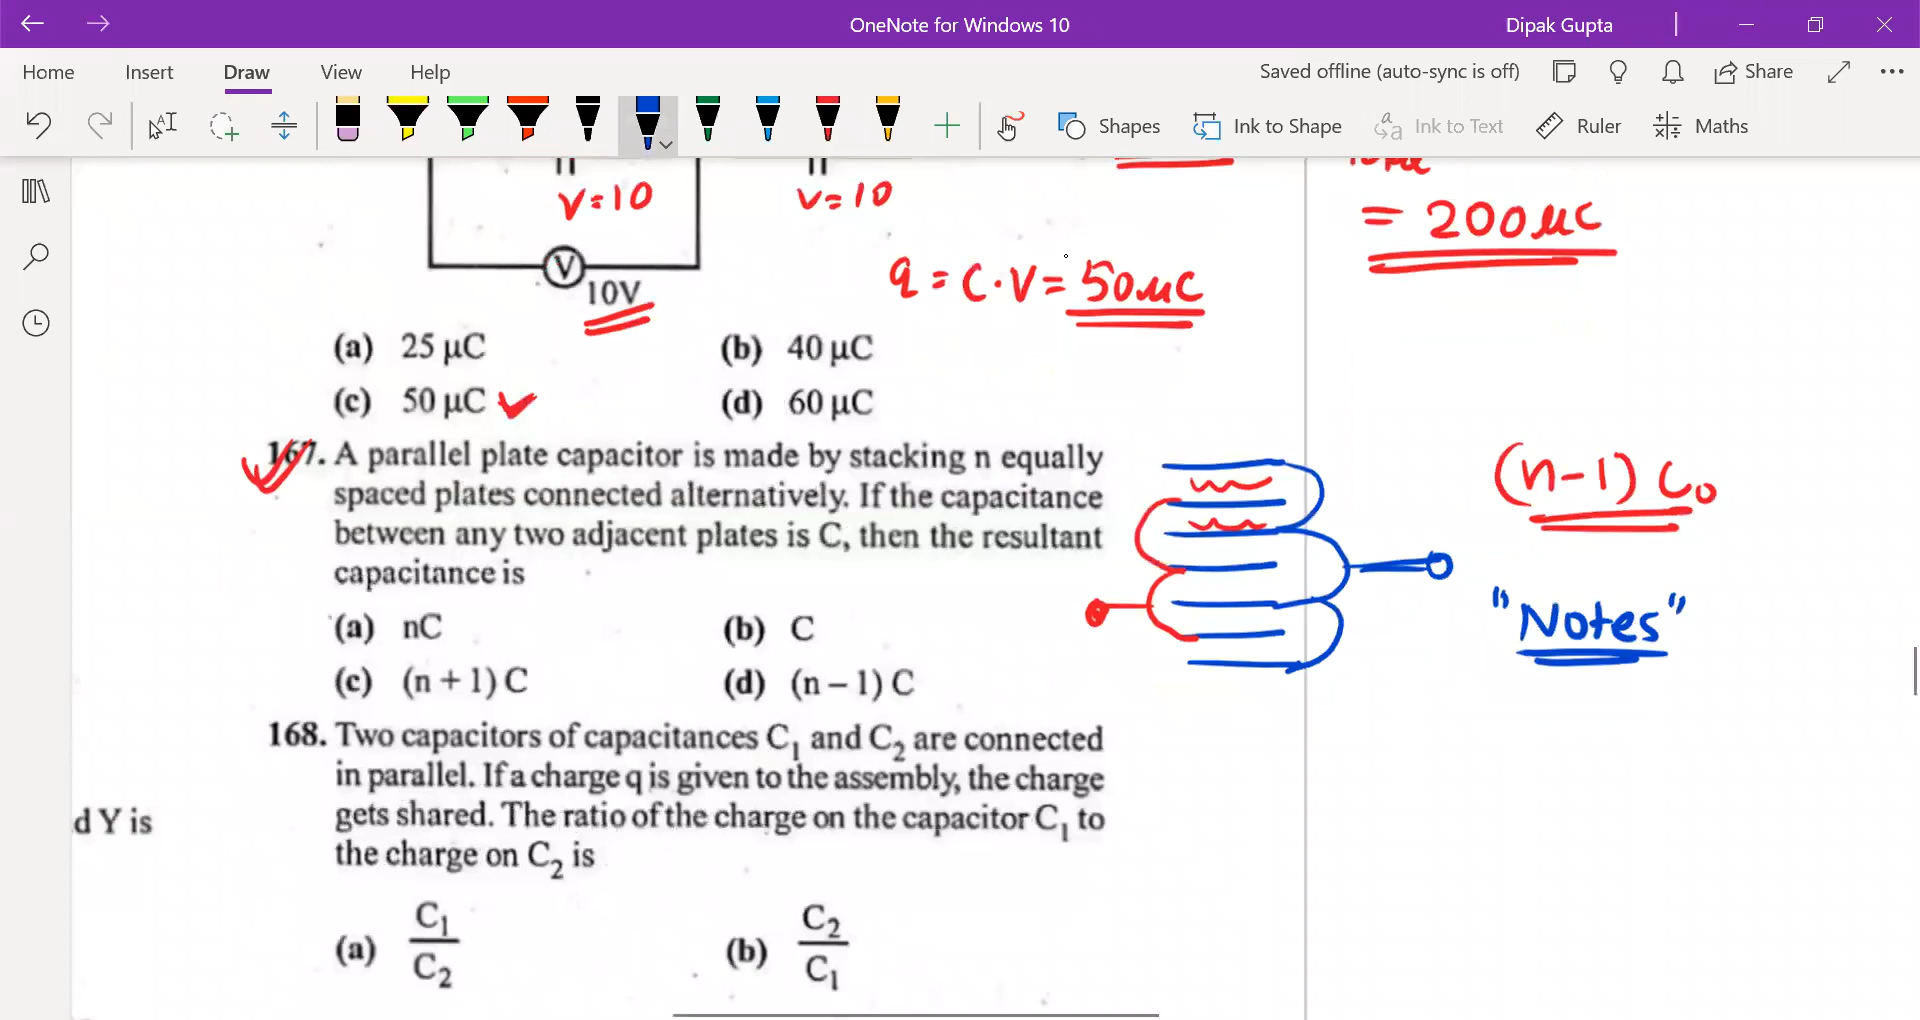 OneNote for Windows 10
Dipak Gupta
Home Insert Draw View Help
Saved offline (auto-sync is off)
Share
Shapes
Ink to Shape
Ink to Text
Ruler
Maths
V=10
V=10
= 200μC
V
10V
q = C·V = 50μC
(a) 25 μC
(b) 40 μC
(c) 50 μC
(d) 60 μC
167. A parallel plate capacitor is made by stacking n equally
spaced plates connected alternatively. If the capacitance
between any two adjacent plates is C, then the resultant
capacitance is
(n-1) C₀
"Notes"
(a) nC
(b) C
(c) (n + 1) C
(d) (n – 1) C
168. Two capacitors of capacitances C₁ and C₂ are connected
in parallel. If a charge q is given to the assembly, the charge
gets shared. The ratio of the charge on the capacitor C₁ to
the charge on C₂ is
d Y is
(a) C₁/C₂
(b) C₂/C₁